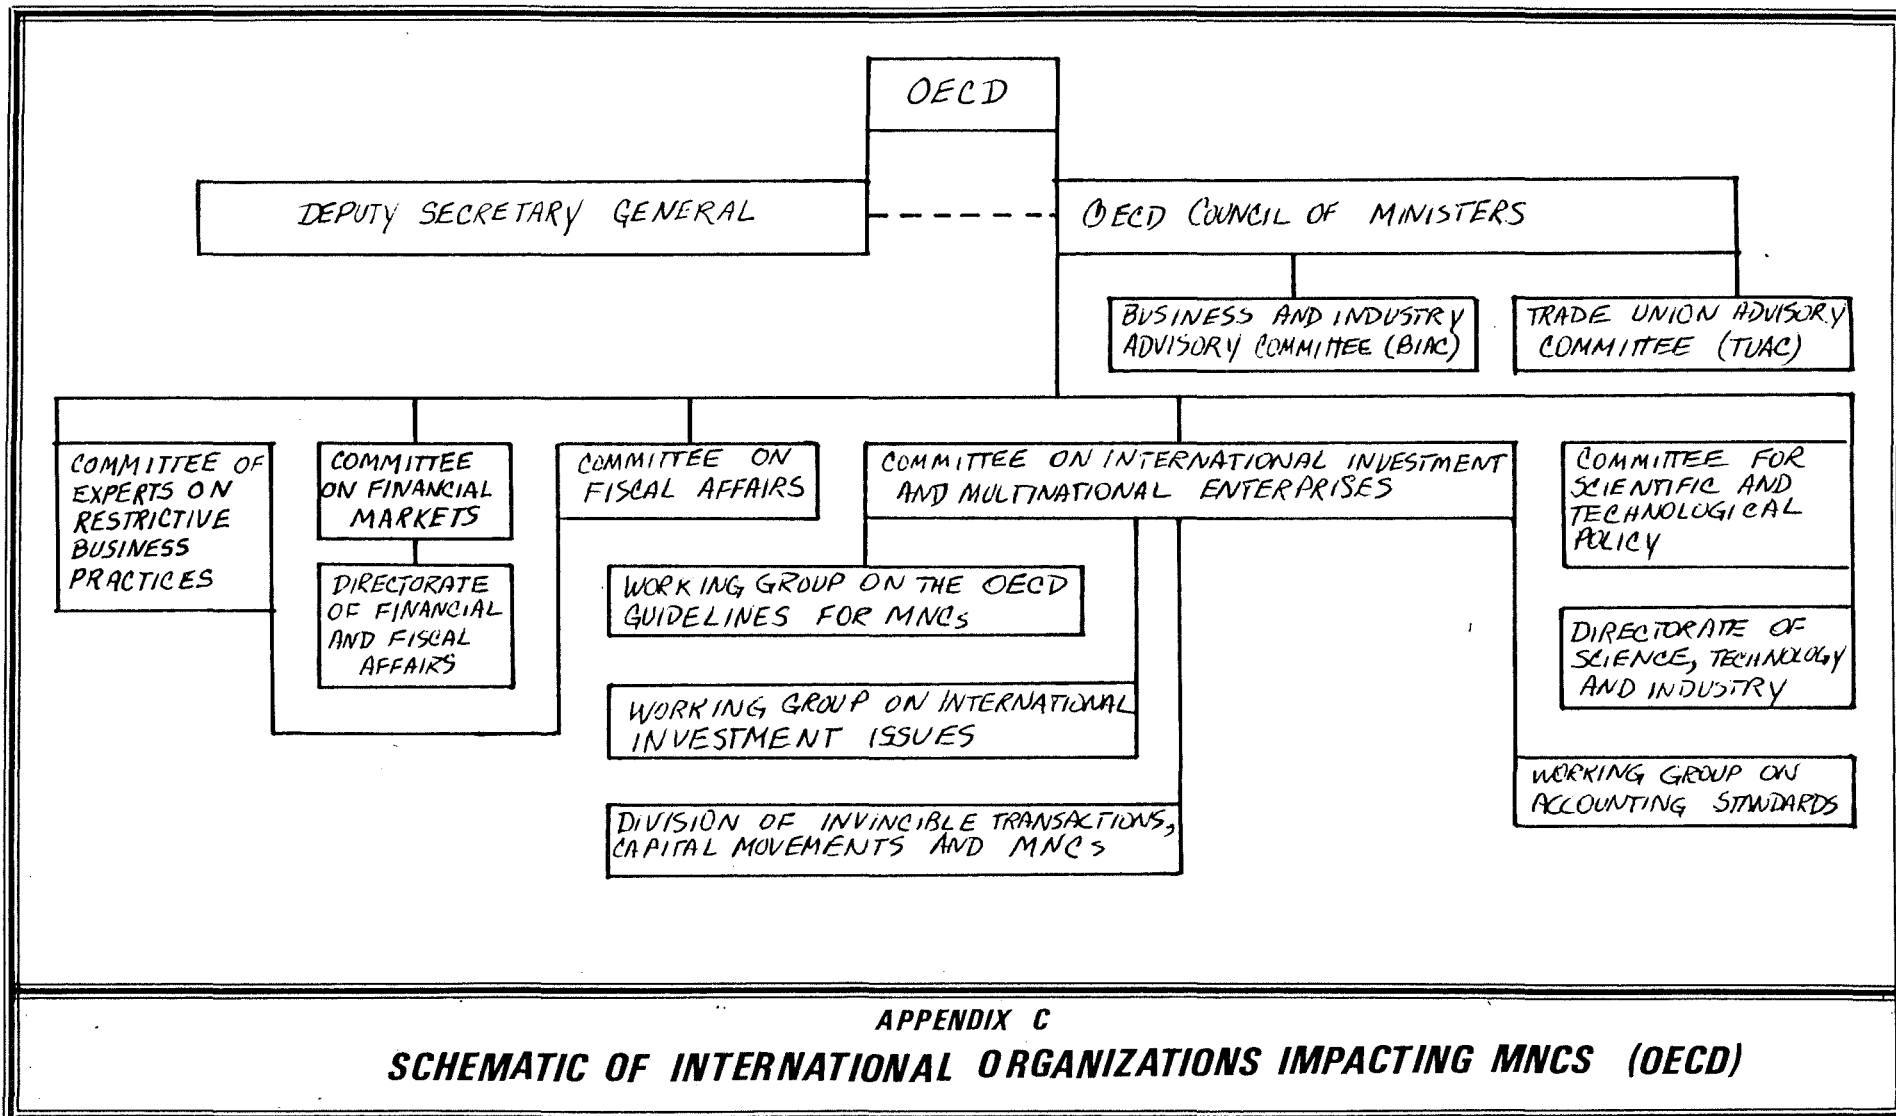 OECD
DEPUTY SECRETARY GENERAL
OECD COUNCIL OF MINISTERS
BUSINESS AND INDUSTRY
ADVISORY COMMITTEE (BIAC)
TRADE UNION ADVISORY
COMMITTEE (TUAC)
COMMITTEE OF
EXPERTS ON
RESTRICTIVE
BUSINESS
PRACTICES
COMMITTEE
ON FINANCIAL
MARKETS
DIRECTORATE
OF FINANCIAL
AND FISCAL
AFFAIRS
COMMITTEE ON
FISCAL AFFAIRS
COMMITTEE ON INTERNATIONAL INVESTMENT
AND MULTINATIONAL ENTERPRISES
WORKING GROUP ON THE OECD
GUIDELINES FOR MNCs
WORKING GROUP ON INTERNATIONAL
INVESTMENT ISSUES
DIVISION OF INVINCIBLE TRANSACTIONS,
CAPITAL MOVEMENTS AND MNCs
COMMITTEE FOR
SCIENTIFIC AND
TECHNOLOGICAL
POLICY
DIRECTORATE OF
SCIENCE, TECHNOLOGY
AND INDUSTRY
WORKING GROUP ON
ACCOUNTING STANDARDS
APPENDIX C
SCHEMATIC OF INTERNATIONAL ORGANIZATIONS IMPACTING MNCS (OECD)